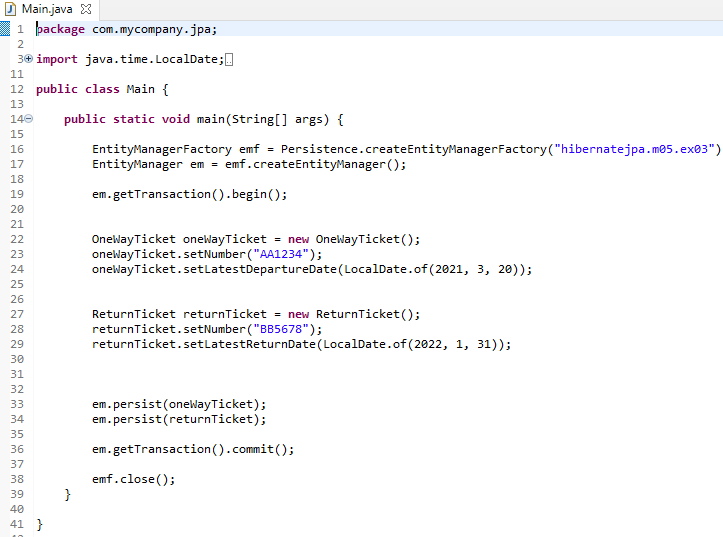 Main.java
1 package com.mycompany.jpa;
2
3 import java.time.LocalDate;
11
12 public class Main {
13
14     public static void main(String[] args) {
15
16         EntityManagerFactory emf = Persistence.createEntityManagerFactory("hibernatejpa.m05.ex03")
17         EntityManager em = emf.createEntityManager();
18
19         em.getTransaction().begin();
20
21
22         OneWayTicket oneWayTicket = new OneWayTicket();
23         oneWayTicket.setNumber("AA1234");
24         oneWayTicket.setLatestDepartureDate(LocalDate.of(2021, 3, 20));
25
26
27         ReturnTicket returnTicket = new ReturnTicket();
28         returnTicket.setNumber("BB5678");
29         returnTicket.setLatestReturnDate(LocalDate.of(2022, 1, 31));
30
31
32
33         em.persist(oneWayTicket);
34         em.persist(returnTicket);
35
36         em.getTransaction().commit();
37
38         emf.close();
39     }
40
41 }